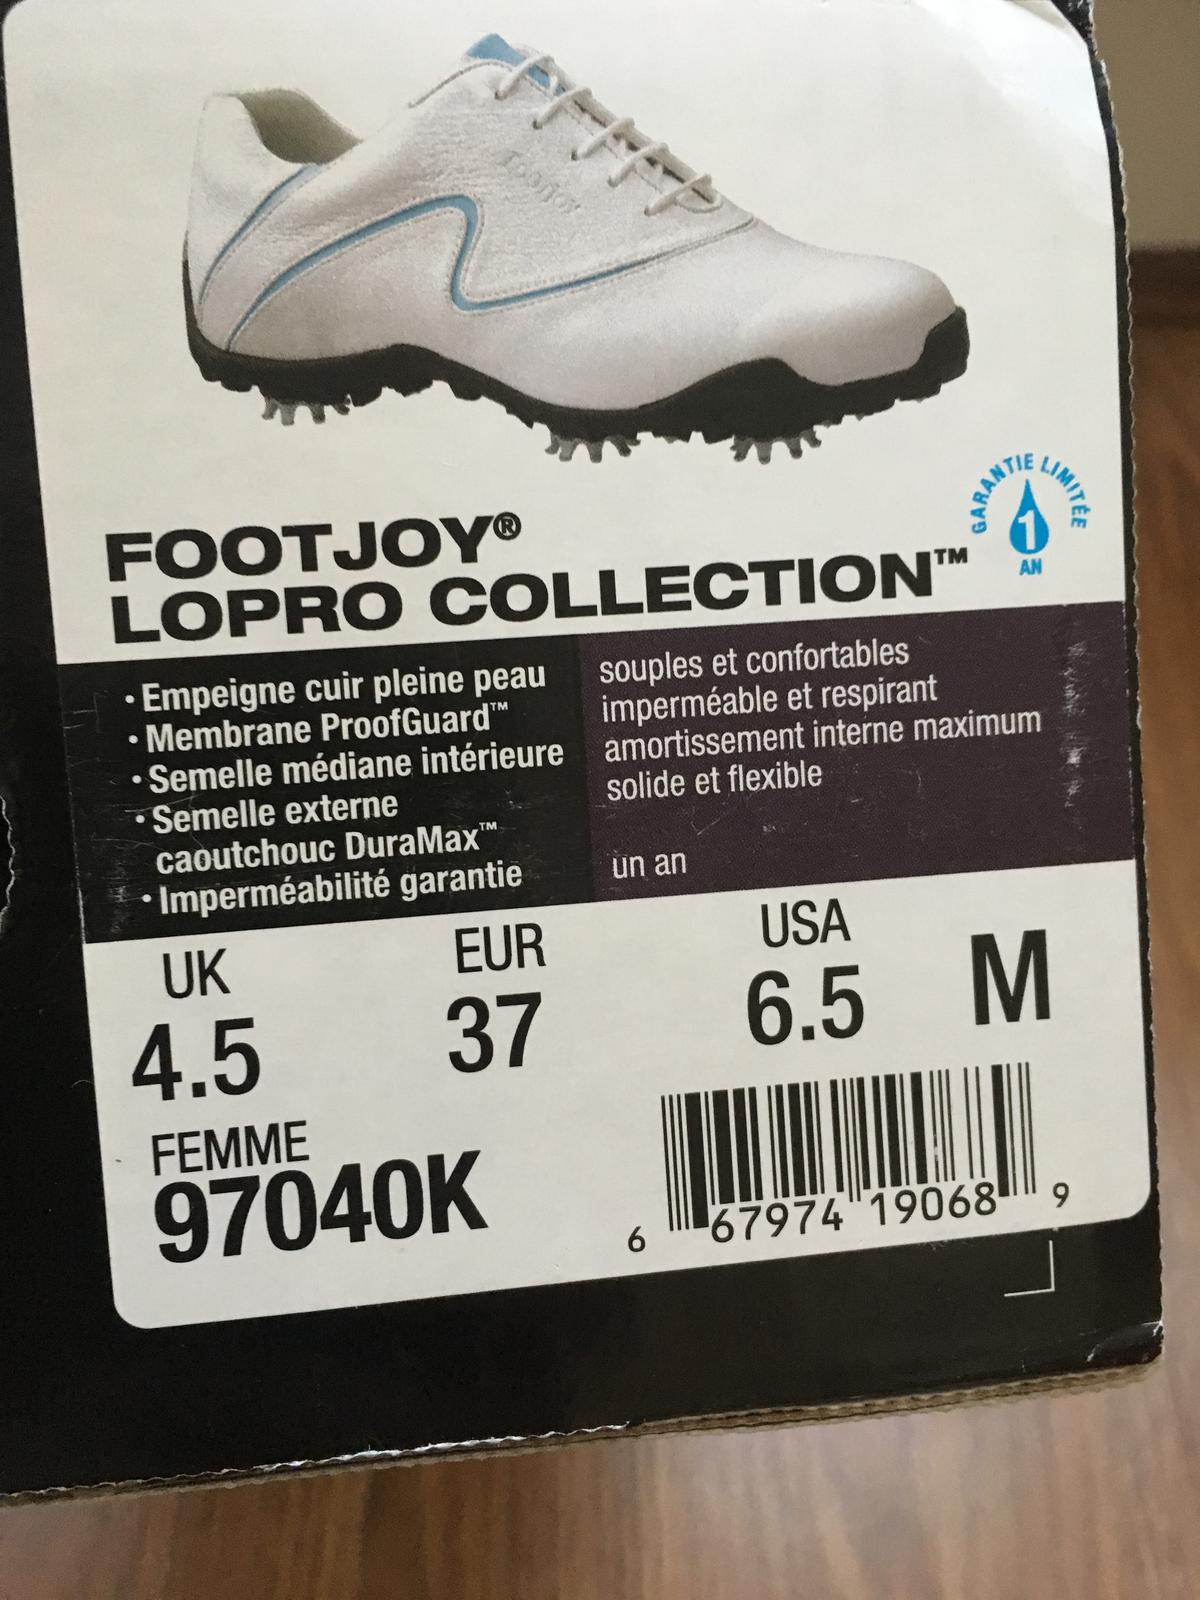 FootJoy
GARANTIE LIMITÉE
1
AN
FOOTJOY®
LOPRO COLLECTION™
• Empeigne cuir pleine peau souples et confortables
• Membrane ProofGuard™ imperméable et respirant
• Semelle médiane intérieure amortissement interne maximum
• Semelle externe solide et flexible
caoutchouc DuraMax™
• Imperméabilité garantie un an
UK EUR USA
4.5 37 6.5 M
FEMME
97040K
6 67974 19068 9